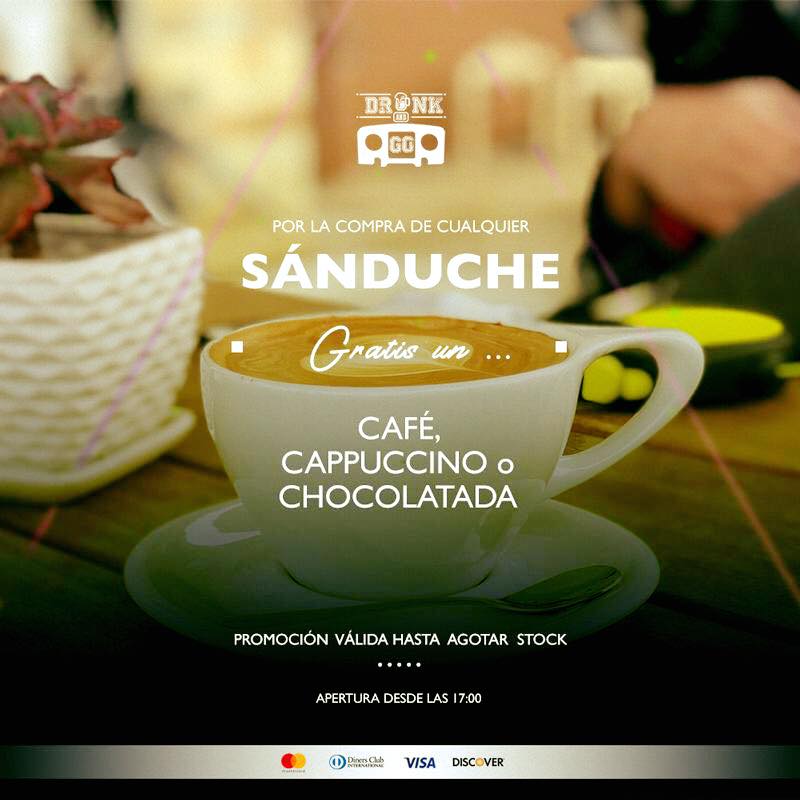 DRINK
AND
GO
POR LA COMPRA DE CUALQUIER
SÁNDUCHE
Gratis un ...
CAFÉ,
CAPPUCCINO o
CHOCOLATADA
PROMOCIÓN VÁLIDA HASTA AGOTAR STOCK
.....
APERTURA DESDE LAS 17:00
mastercard
Diners Club
INTERNATIONAL
VISA
DISCOVER